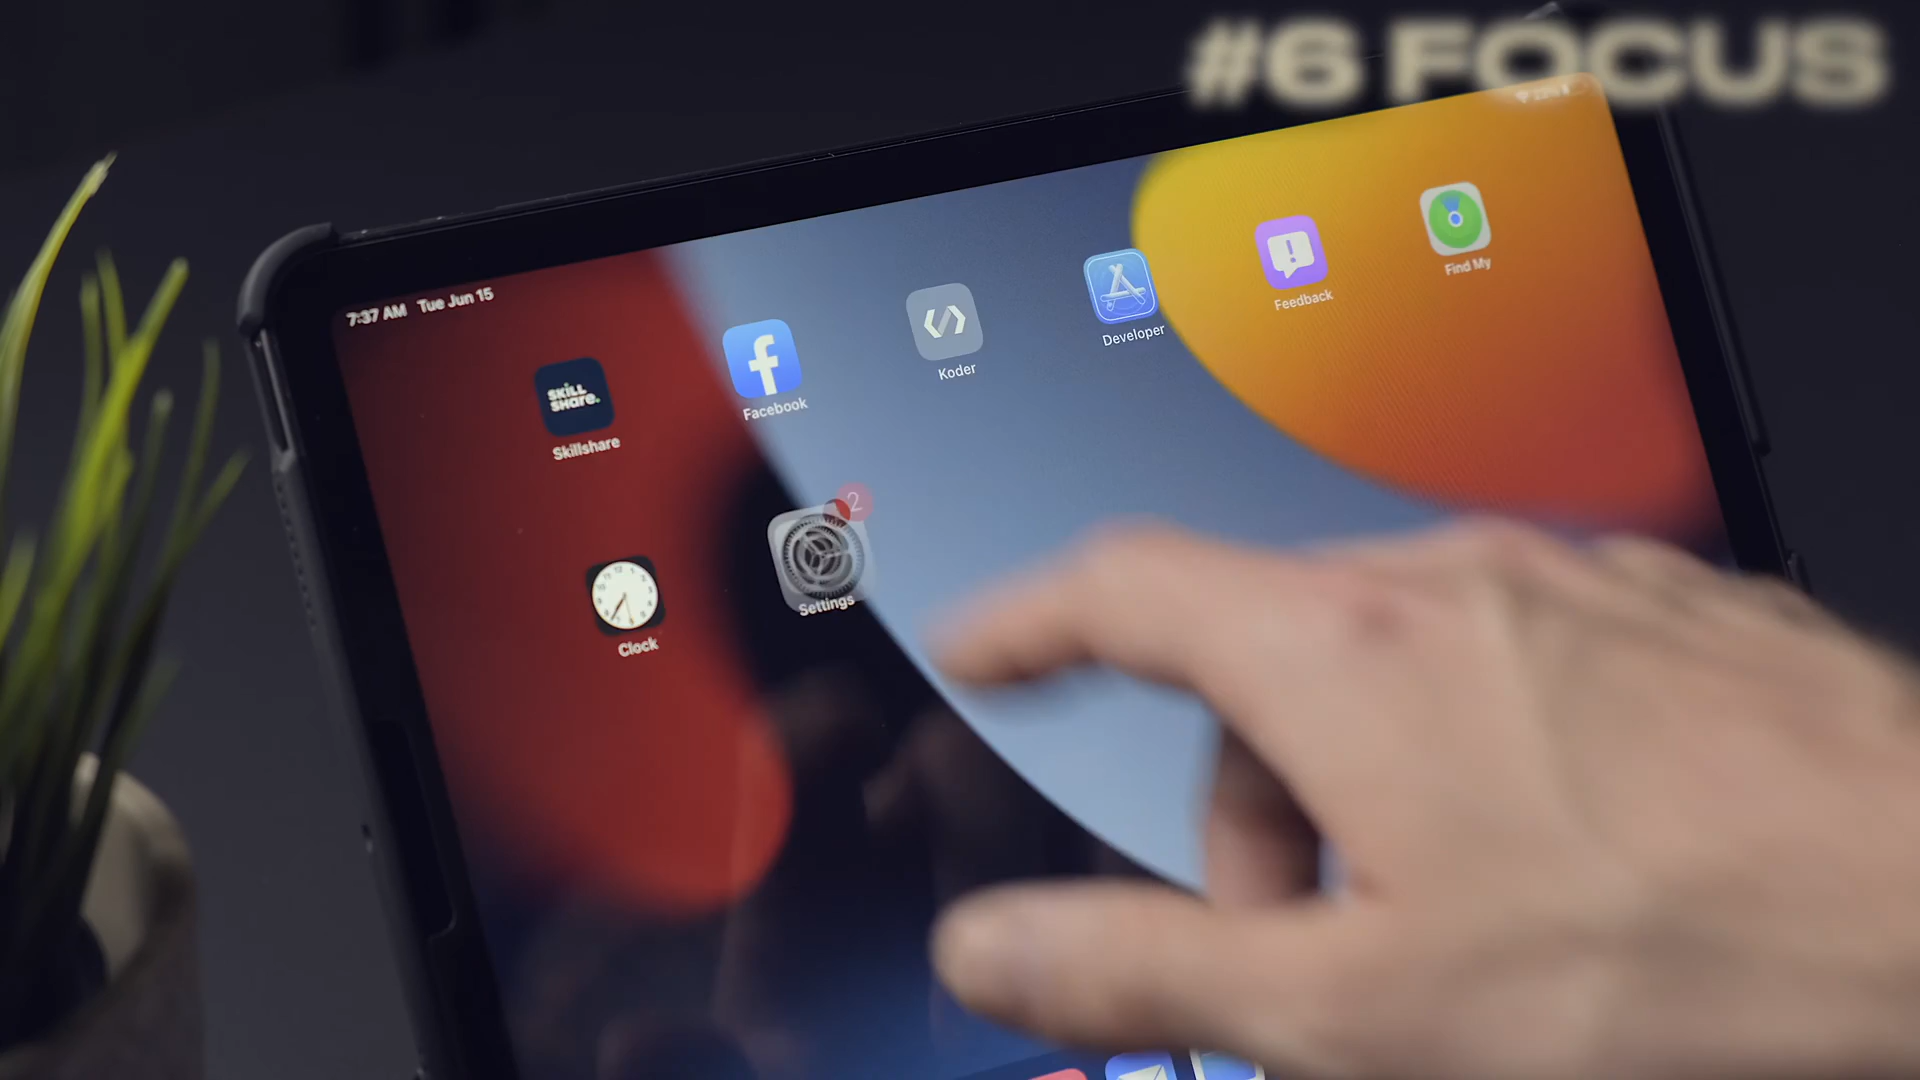 #6 FOCUS
7:37 AM Tue Jun 15
22%
SKILL
SHARE.
Skillshare
Facebook
Koder
Developer
Feedback
Find My
Clock
2
Settings